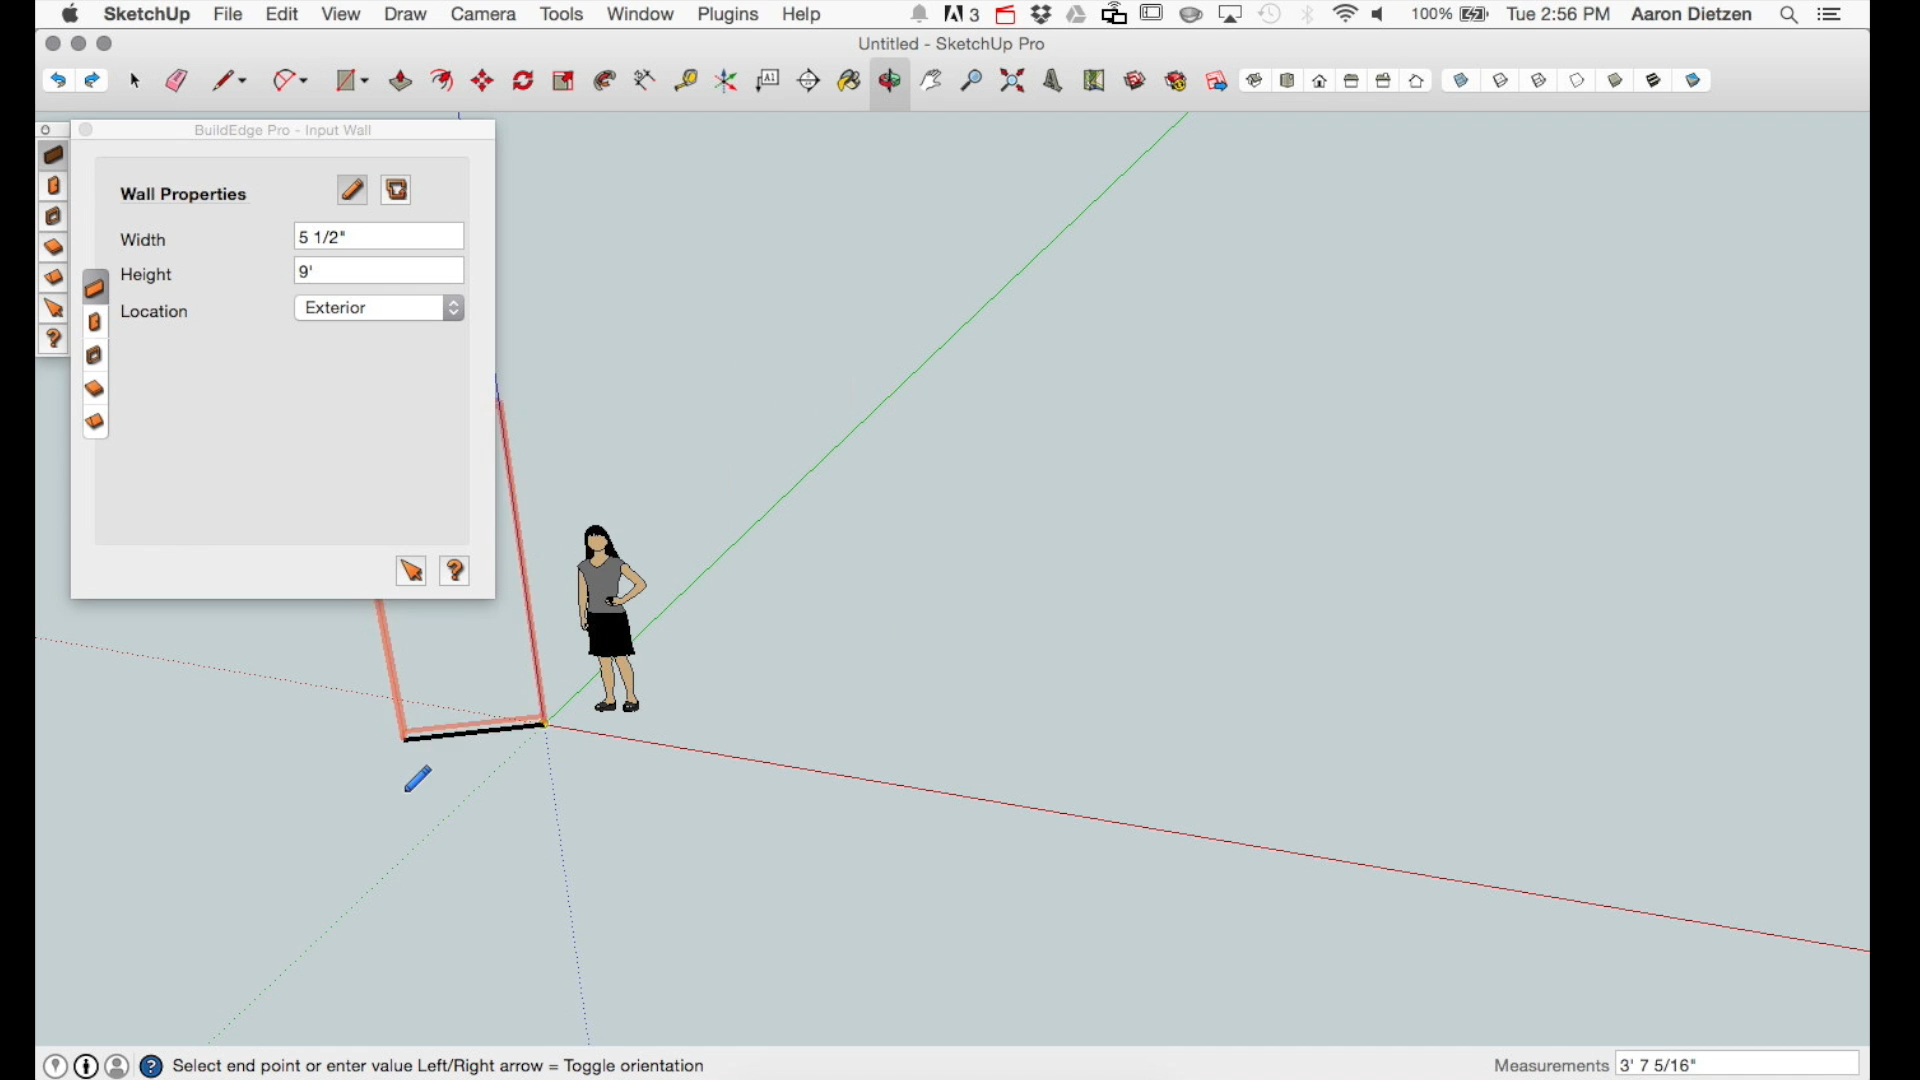 SketchUp File Edit View Draw Camera Tools Window Plugins Help 3 100% Tue 2:56 PM Aaron Dietzen
Untitled - SketchUp Pro
A1
BuildEdge Pro - Input Wall
Wall Properties
Width 5 1/2"
Height 9'
Location Exterior
Select end point or enter value Left/Right arrow = Toggle orientation Measurements 3' 7 5/16"